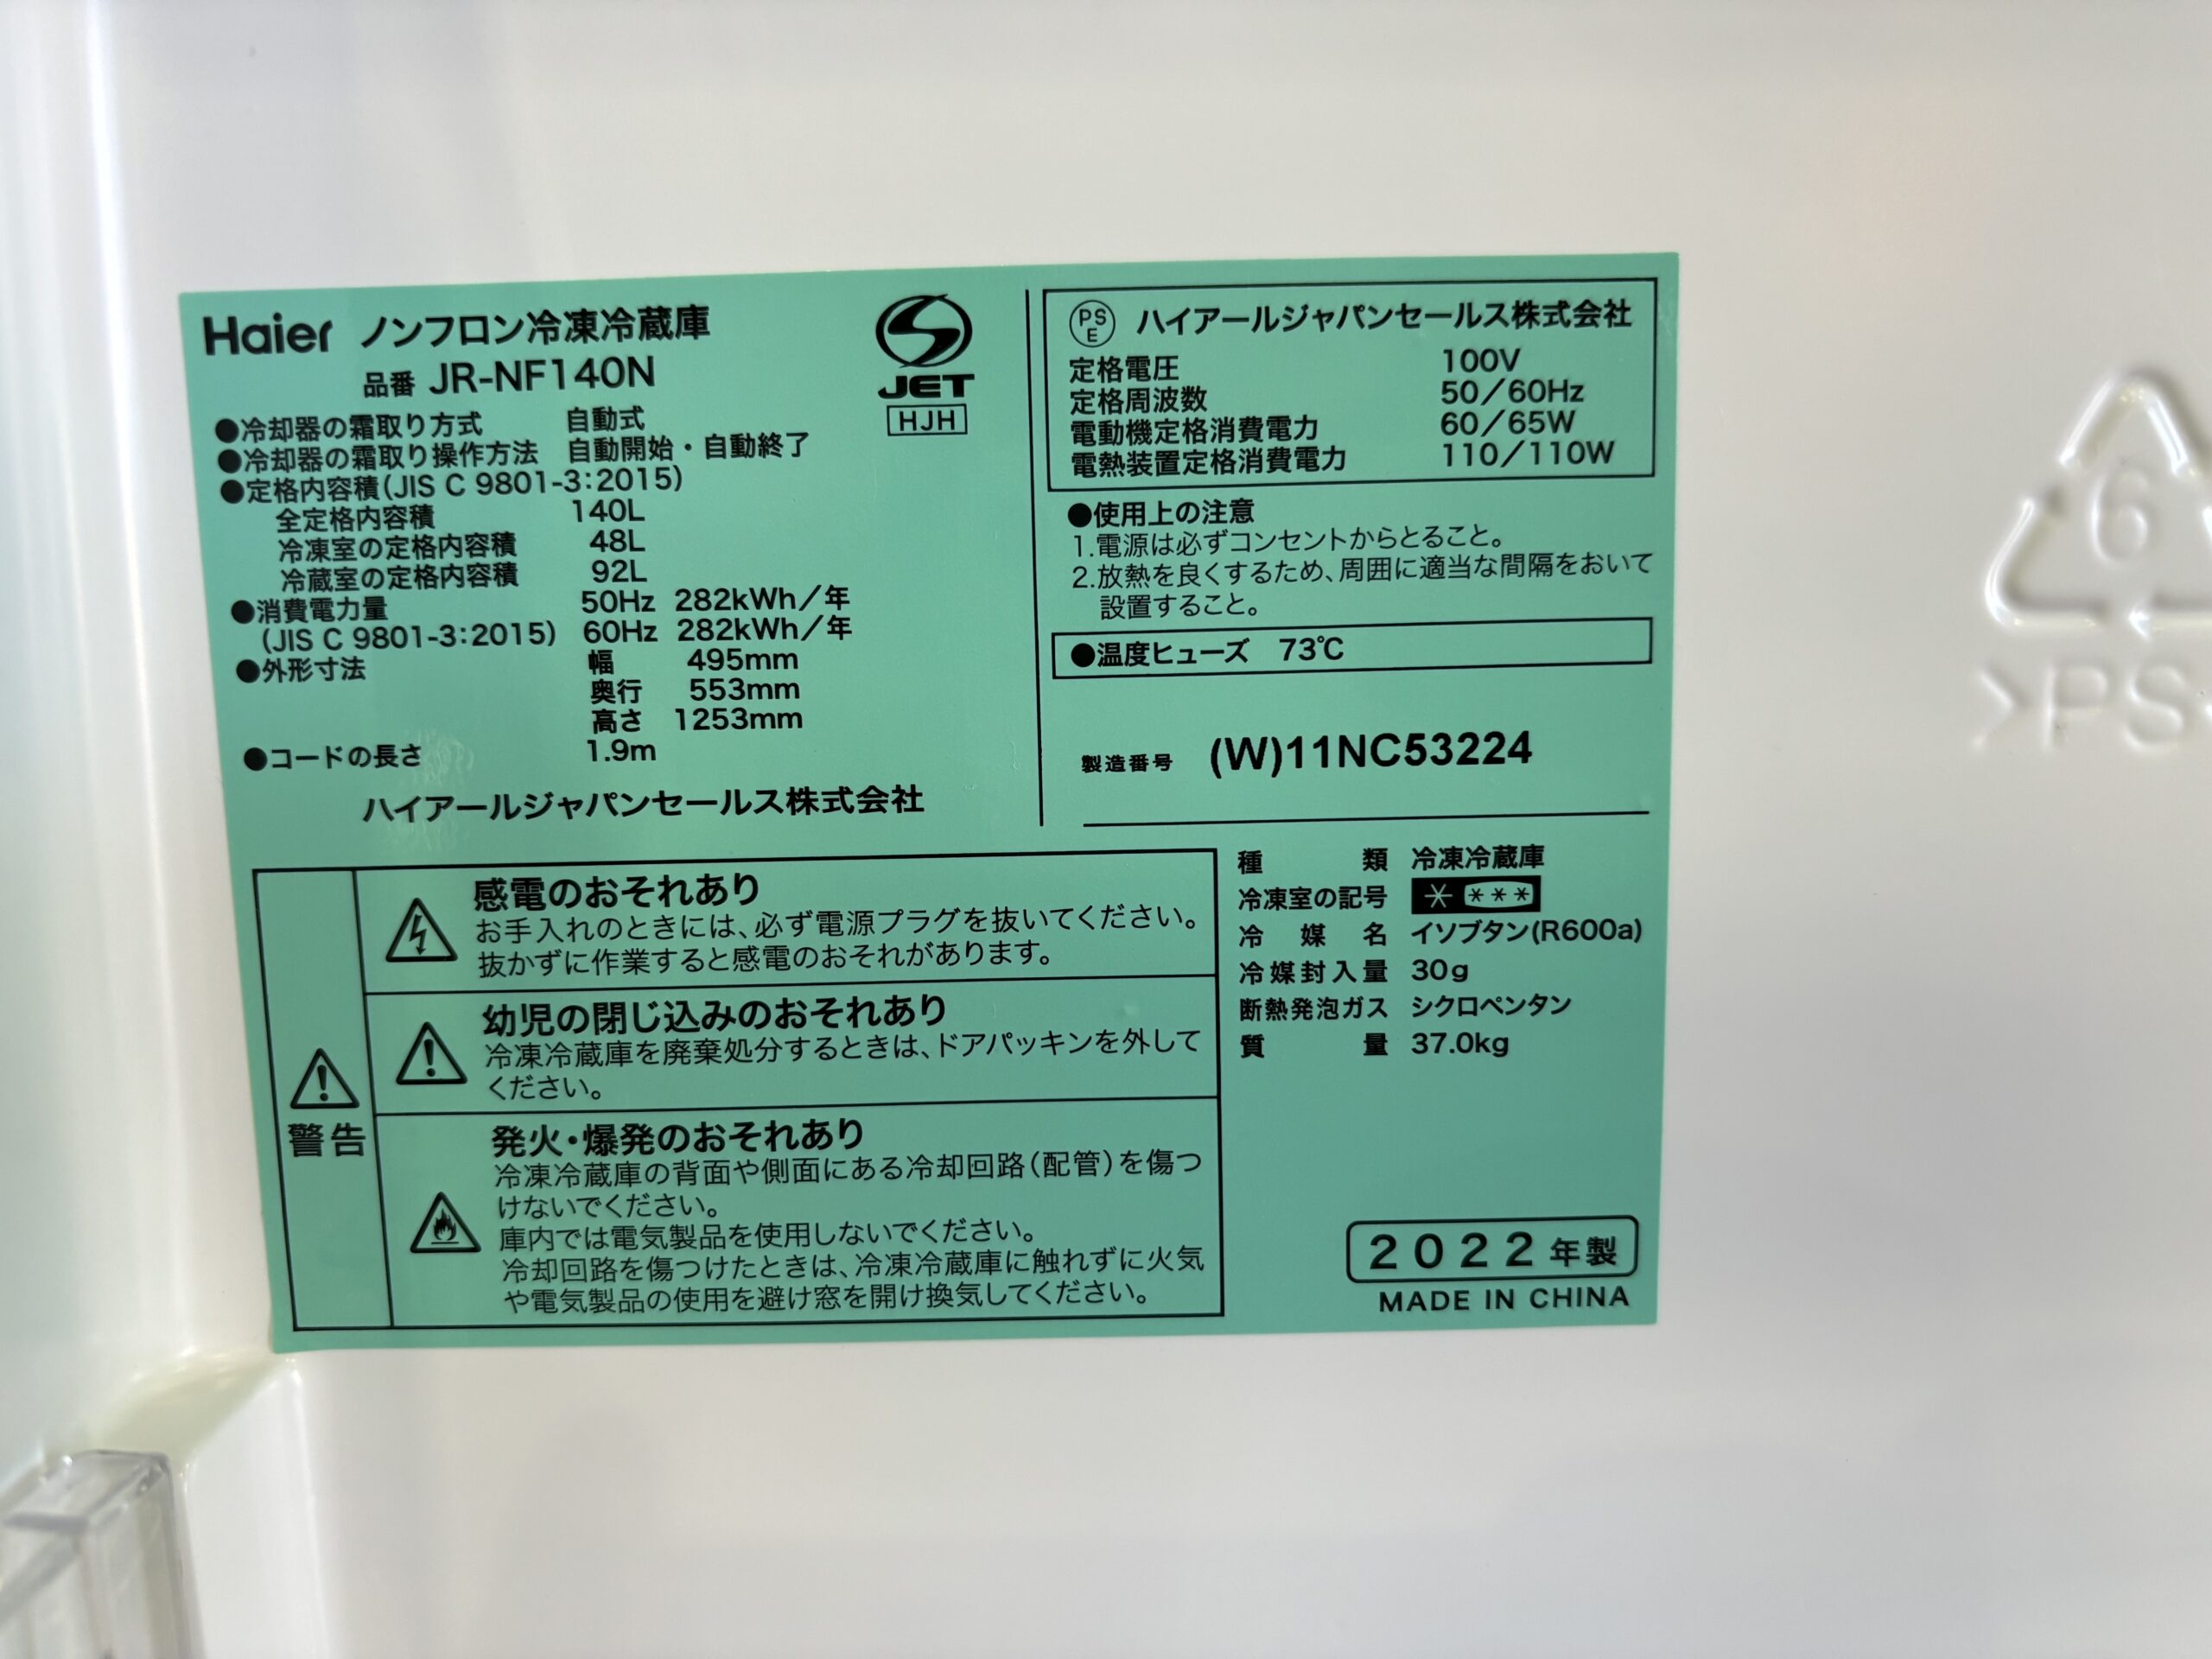 Haier ノンフロン冷凍冷蔵庫
品番 JR-NF140N
JET
HJH
●冷却器の霜取り方式 自動式
●冷却器の霜取り操作方法 自動開始・自動終了
●定格内容積(JIS C 9801-3:2015)
全定格内容積 140L
冷凍室の定格内容積 48L
冷蔵室の定格内容積 92L
●消費電力量 50Hz 282kWh/年
(JIS C 9801-3:2015) 60Hz 282kWh/年
●外形寸法 幅 495mm
奥行 553mm
高さ 1253mm
●コードの長さ 1.9m
ハイアールジャパンセールス株式会社
PSE ハイアールジャパンセールス株式会社
定格電圧 100V
定格周波数 50/60Hz
電動機定格消費電力 60/65W
電熱装置定格消費電力 110/110W
●使用上の注意
1.電源は必ずコンセントからとること。
2.放熱を良くするため、周囲に適当な間隔をおいて
設置すること。
●温度ヒューズ 73℃
製造番号 (W)11NC53224
警告
感電のおそれあり
お手入れのときには、必ず電源プラグを抜いてください。
抜かずに作業すると感電のおそれがあります。
幼児の閉じ込みのおそれあり
冷凍冷蔵庫を廃棄処分するときは、ドアパッキンを外して
ください。
発火・爆発のおそれあり
冷凍冷蔵庫の背面や側面にある冷却回路(配管)を傷つ
けないでください。
庫内では電気製品を使用しないでください。
冷却回路を傷つけたときは、冷凍冷蔵庫に触れずに火気
や電気製品の使用を避け窓を開け換気してください。
種類 冷凍冷蔵庫
冷凍室の記号 * ***
冷媒名 イソブタン(R600a)
冷媒封入量 30g
断熱発泡ガス シクロペンタン
質量 37.0kg
2022年製
MADE IN CHINA
6
>PS<